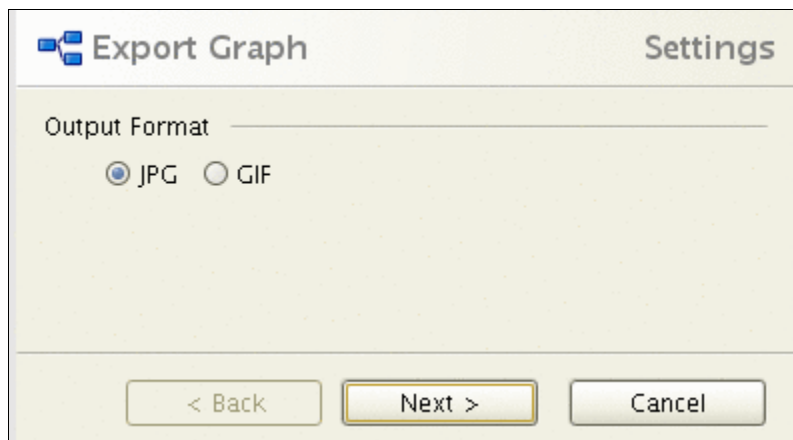 Export Graph Settings
Output Format
JPG GIF
< Back Next > Cancel